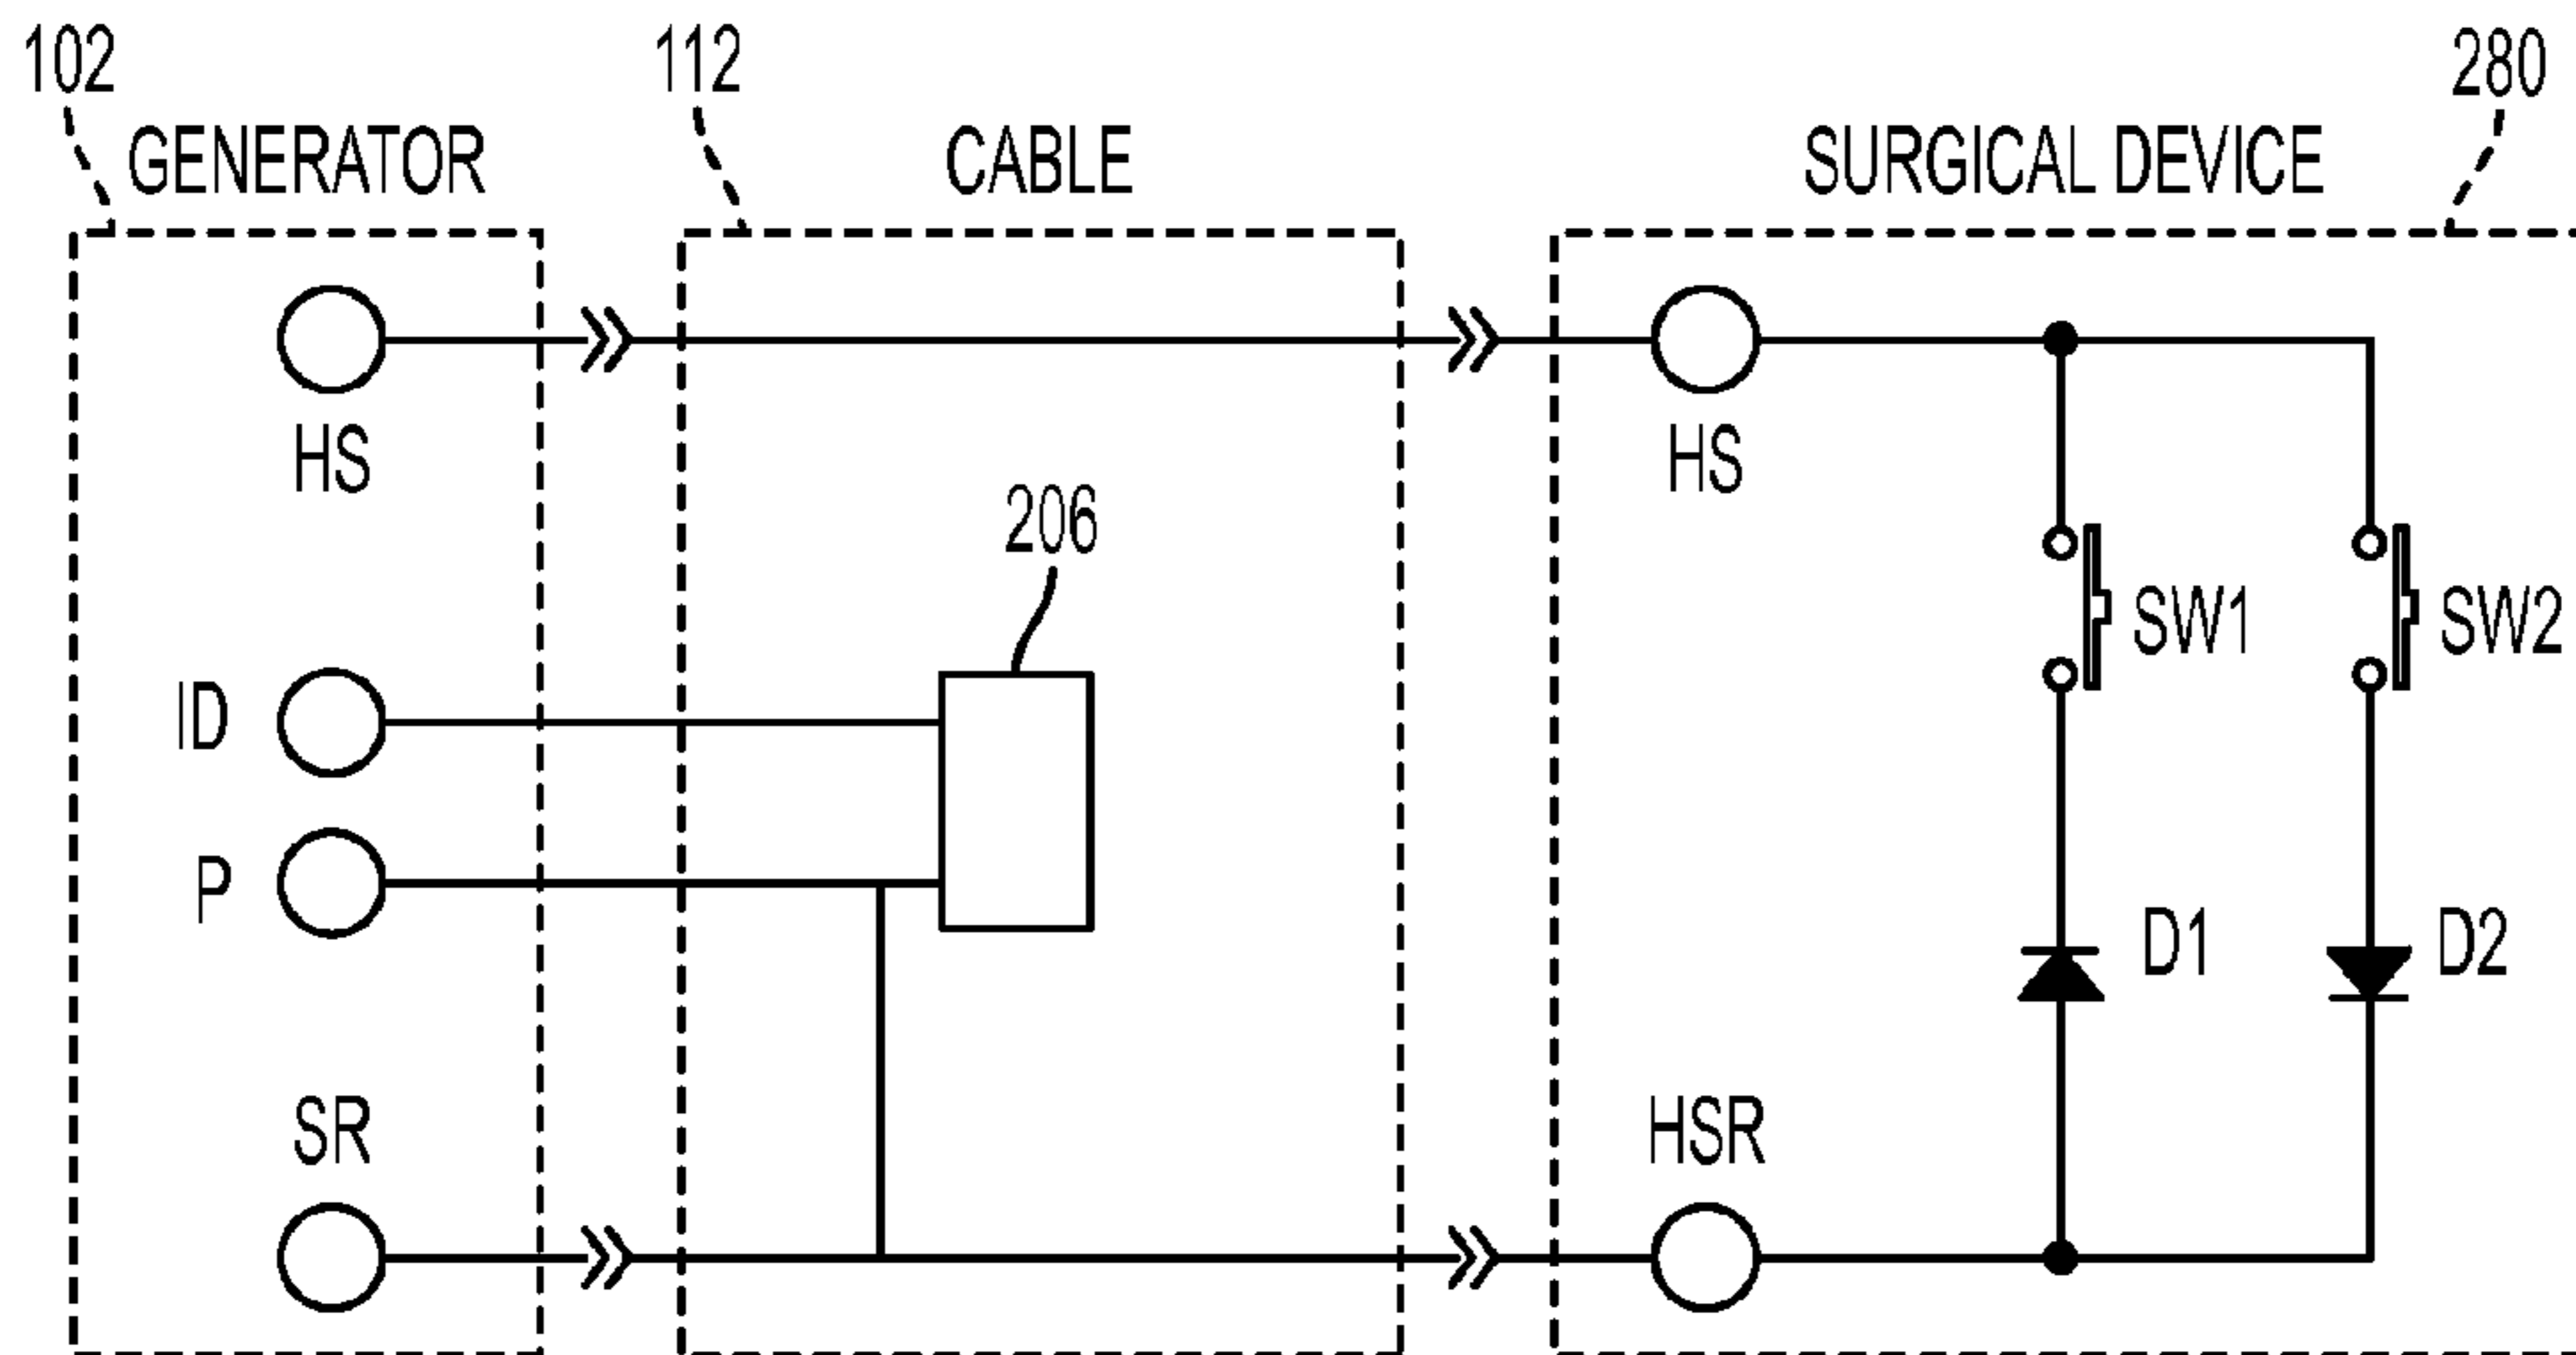 102
112
280
GENERATOR
CABLE
SURGICAL DEVICE
HS
HS
206
SW1
SW2
ID
P
D1
D2
SR
HSR